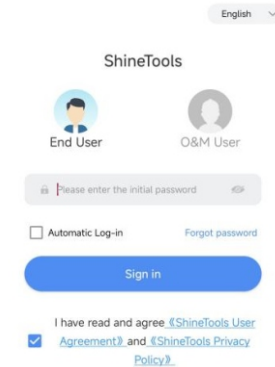 English
ShineTools
End User
O&M User
Please enter the initial password
Automatic Log-in
Forgot password
Sign in
I have read and agree《ShineTools User
Agreement》and《ShineTools Privacy
Policy》